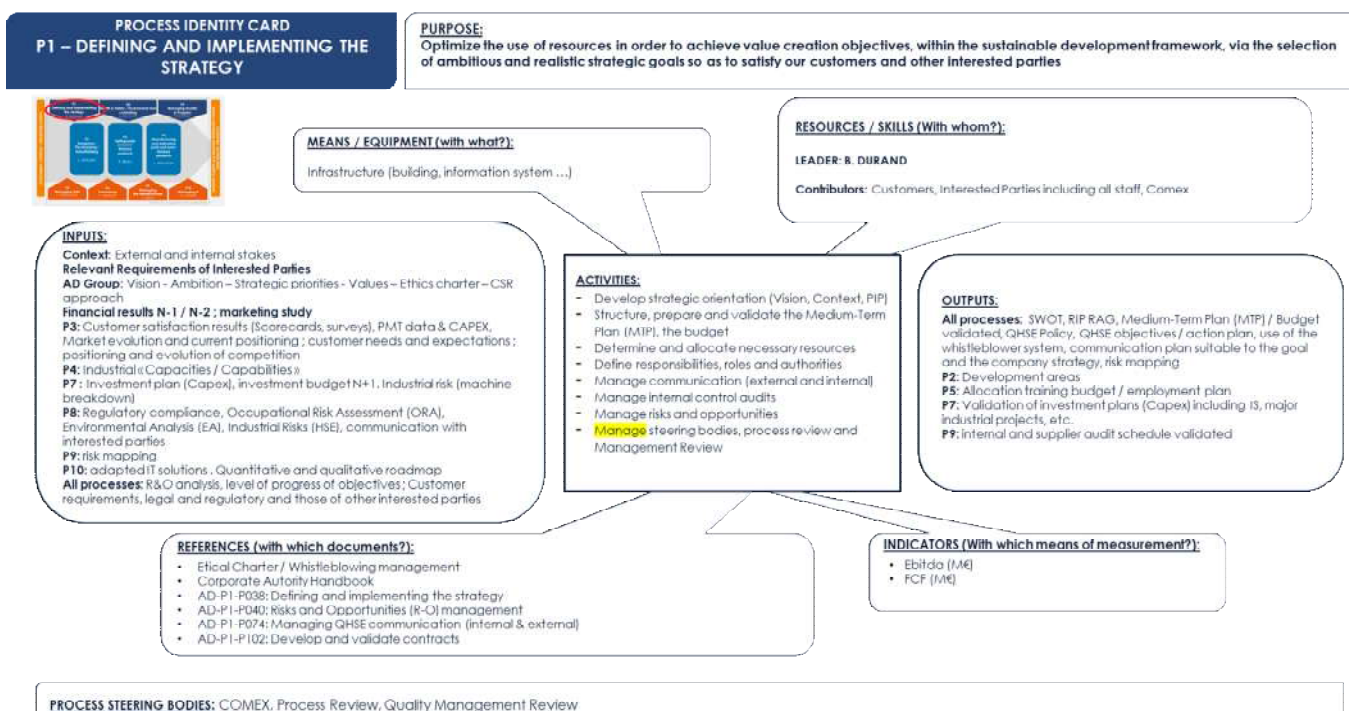 PROCESS IDENTITY CARD
P1 – DEFINING AND IMPLEMENTING THE
STRATEGY
PURPOSE:
Optimize the use of resources in order to achieve value creation objectives, within the sustainable development framework, via the selection
of ambitious and realistic strategic goals so as to satisfy our customers and other interested parties
MEANS / EQUIPMENT (with what?):
Infrastructure (building, information system …)
RESOURCES / SKILLS (With whom?):
LEADER: B. DURAND
Contributors: Customers, Interested Parties including all staff, Comex
INPUTS:
Context: External and internal stakes
Relevant Requirements of Interested Parties
AD Group: Vision - Ambition – Strategic priorities - Values – Ethics charter – CSR
approach
Financial results N-1 / N-2 ; marketing study
P3: Customer satisfaction results (Scorecards, surveys), PMT data & CAPEX,
Market evolution and current positioning ; customer needs and expectations ;
positioning and evolution of competition
P4: Industrial « Capacities / Capabilities »
P7 : Investment plan (Capex), investment budget N+1, Industrial risk (machine
breakdown)
P8: Regulatory compliance, Occupational Risk Assessment (ORA),
Environmental Analysis (EA), Industrial Risks (HSE), communication with
interested parties
P9: risk mapping
P10: adapted IT solutions . Quantitative and qualitative roadmap
All processes: R&O analysis, level of progress of objectives ; Customer
requirements, legal and regulatory and those of other interested parties
ACTIVITIES:
- Develop strategic orientation (Vision, Context, PIP)
- Structure, prepare and validate the Medium-Term
Plan (MTP), the budget
- Determine and allocate necessary resources
- Define responsibilities, roles and authorities
- Manage communication (external and internal)
- Manage internal control audits
- Manage risks and opportunities
- Manage steering bodies, process review and
Management Review
OUTPUTS:
All processes: SWOT, RIP RAG, Medium-Term Plan (MTP) / Budget
validated, QHSE Policy, QHSE objectives / action plan, use of the
whistleblower system, communication plan suitable to the goal
and the company strategy, risk mapping
P2: Development areas
P5: Allocation training budget / employment plan
P7: Validation of investment plans (Capex) including IS, major
industrial projects, etc.
P9: internal and supplier audit schedule validated
REFERENCES (with which documents?):
• Etical Charter / Whistleblowing management
• Corporate Autority Handbook
• AD-P1-P038: Defining and implementing the strategy
• AD-P1-P040: Risks and Opportunities (R-O) management
• AD-P1-P074: Managing QHSE communication (internal & external)
• AD-P1-P102: Develop and validate contracts
INDICATORS (With which means of measurement?):
• Ebitda (M€)
• FCF (M€)
PROCESS STEERING BODIES: COMEX, Process Review, Quality Management Review